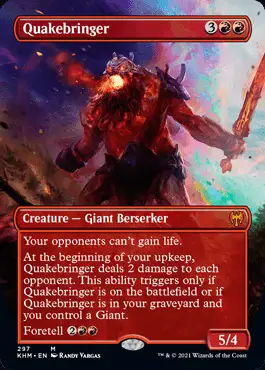 Quakebringer 3
Creature — Giant Berserker
Your opponents can't gain life.
At the beginning of your upkeep,
Quakebringer deals 2 damage to each
opponent. This ability triggers only if
Quakebringer is on the battlefield or if
Quakebringer is in your graveyard and
you control a Giant.
Foretell 2
5/4
297 M
KHM • EN RANDY VARGAS ™ & © 2021 Wizards of the Coast